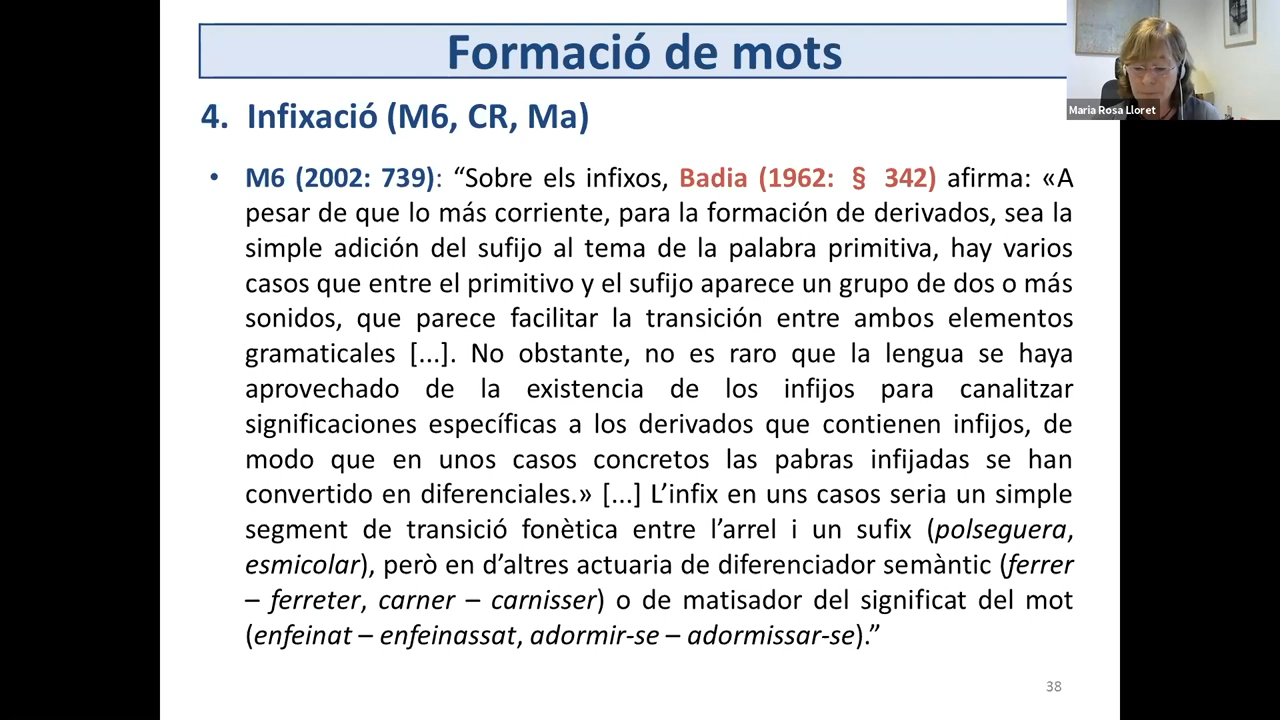 Formació de mots
Maria Rosa Lloret
4. Infixació (M6, CR, Ma)
• M6 (2002: 739): “Sobre els infixos, Badia (1962: § 342) afirma: «A
pesar de que lo más corriente, para la formación de derivados, sea la
simple adición del sufijo al tema de la palabra primitiva, hay varios
casos que entre el primitivo y el sufijo aparece un grupo de dos o más
sonidos, que parece facilitar la transición entre ambos elementos
gramaticales [...]. No obstante, no es raro que la lengua se haya
aprovechado de la existencia de los infijos para canalitzar
significaciones específicas a los derivados que contienen infijos, de
modo que en unos casos concretos las pabras infijadas se han
convertido en diferenciales.» [...] L’infix en uns casos seria un simple
segment de transició fonètica entre l’arrel i un sufix (polseguera,
esmicolar), però en d’altres actuaria de diferenciador semàntic (ferrer
– ferreter, carner – carnisser) o de matisador del significat del mot
(enfeinat – enfeinassat, adormir-se – adormissar-se).”
38